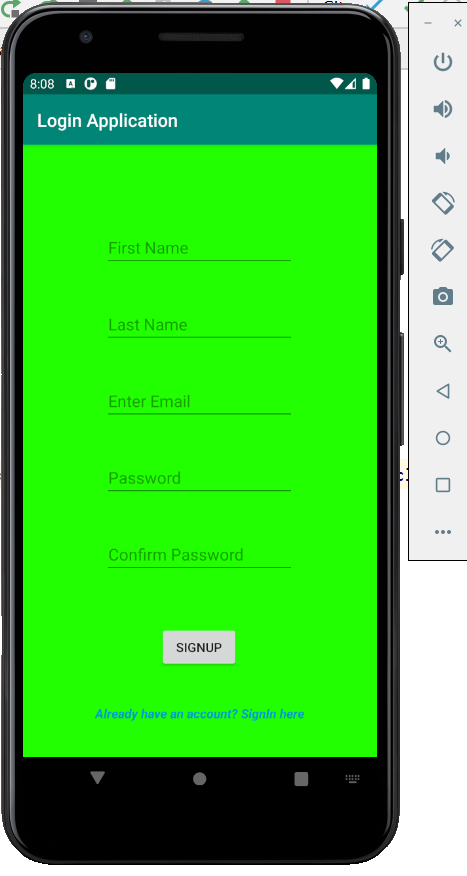 8:08
Login Application
First Name
Last Name
Enter Email
Password
Confirm Password
SIGNUP
Already have an account? SignIn here